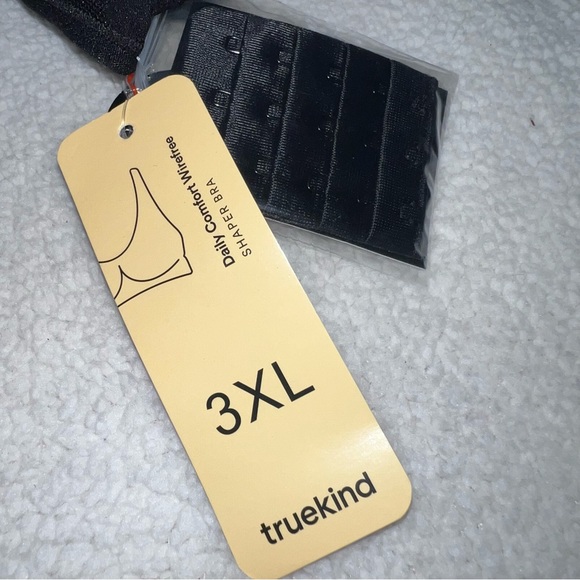 Daily Comfort Wirefree
SHAPER BRA
3XL
truekind